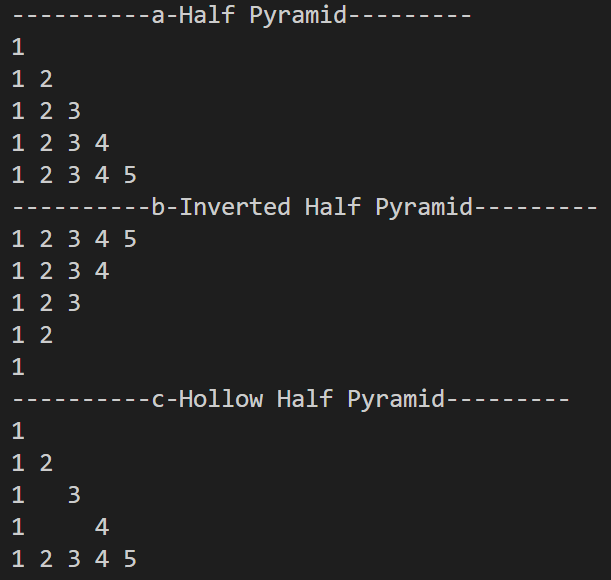 ----------a-Half Pyramid---------
1
1 2
1 2 3
1 2 3 4
1 2 3 4 5
----------b-Inverted Half Pyramid---------
1 2 3 4 5
1 2 3 4
1 2 3
1 2
1
----------c-Hollow Half Pyramid---------
1
1 2
1   3
1     4
1 2 3 4 5